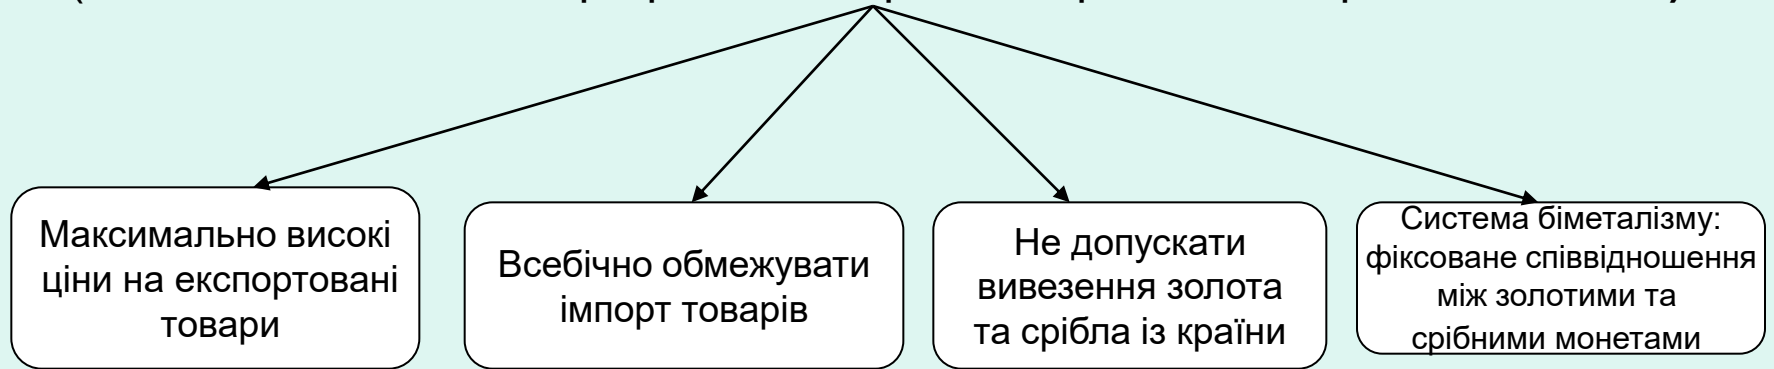 Максимально високі
ціни на експортовані
товари
Всебічно обмежувати
імпорт товарів
Не допускати
вивезення золота
та срібла із країни
Система біметалізму:
фіксоване співвідношення
між золотими та
срібними монетами